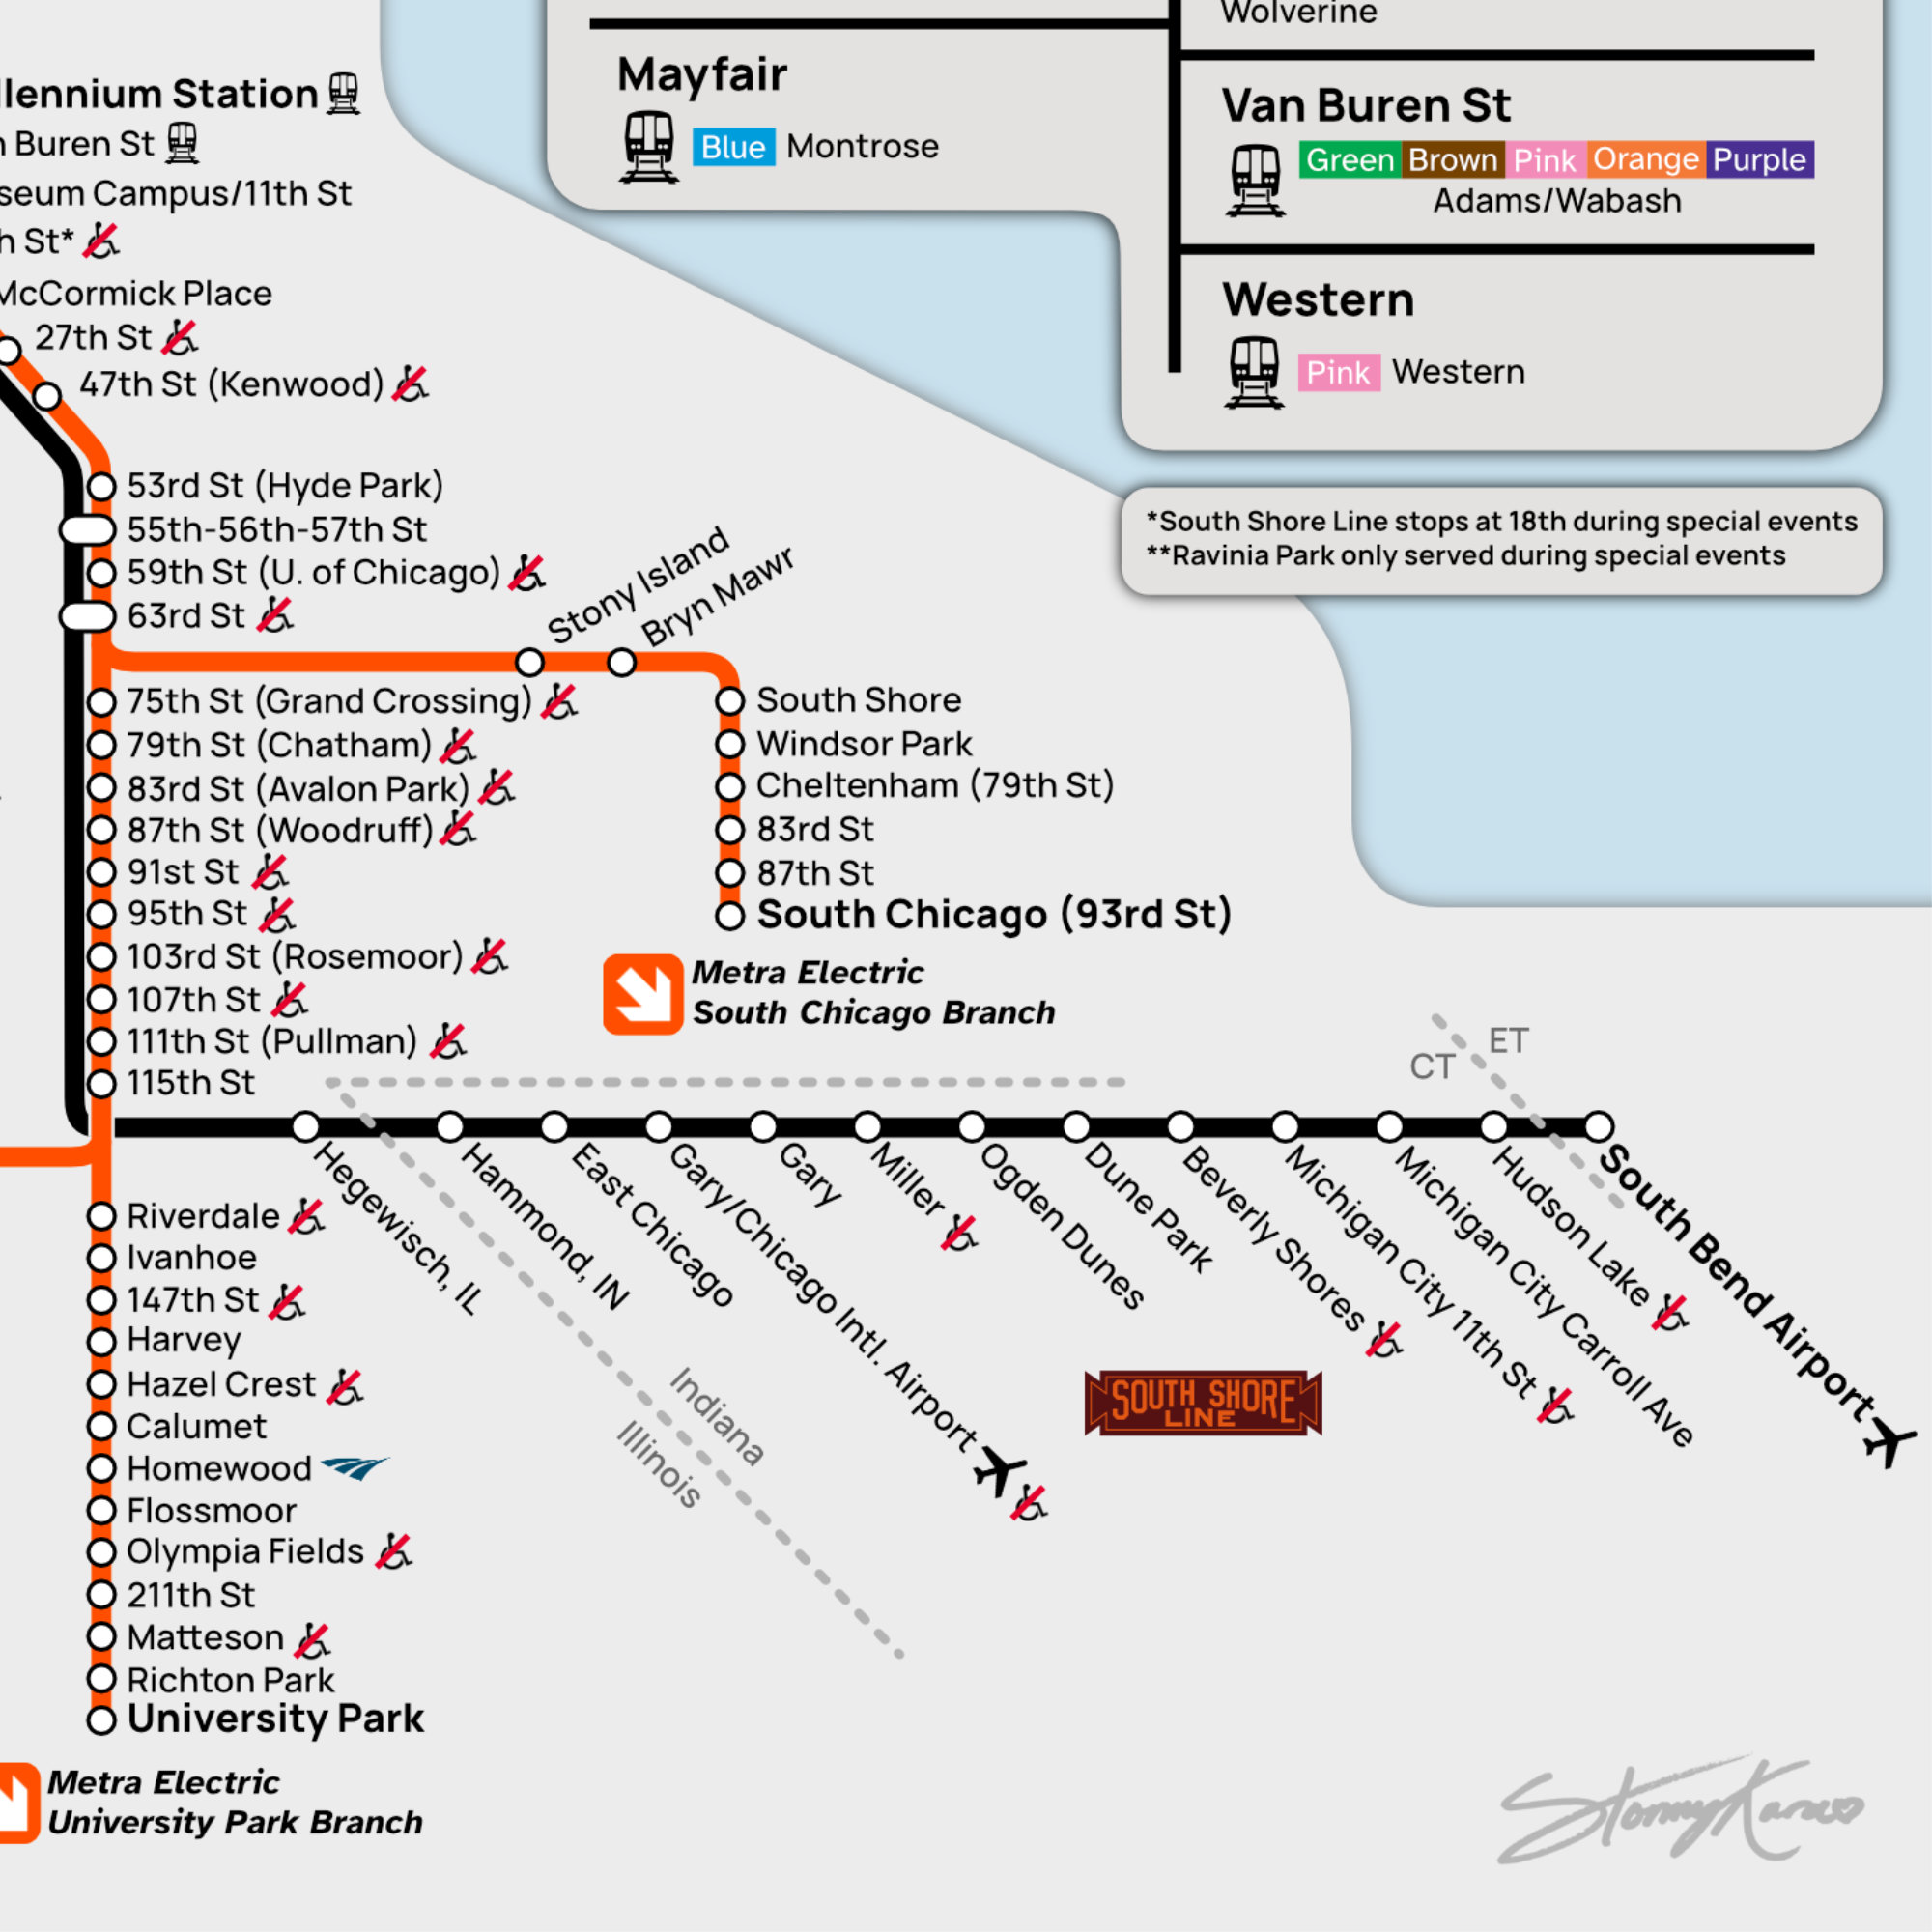 Wolverine
Mayfair
Blue Montrose
Van Buren St
Green Brown Pink Orange Purple
Adams/Wabash
Western
Pink Western
*South Shore Line stops at 18th during special events
**Ravinia Park only served during special events
llennium Station
n Buren St
seum Campus/11th St
h St*
McCormick Place
27th St
47th St (Kenwood)
53rd St (Hyde Park)
55th-56th-57th St
59th St (U. of Chicago)
63rd St
Stony Island
Bryn Mawr
75th St (Grand Crossing)
79th St (Chatham)
83rd St (Avalon Park)
87th St (Woodruff)
91st St
95th St
103rd St (Rosemoor)
107th St
111th St (Pullman)
115th St
South Shore
Windsor Park
Cheltenham (79th St)
83rd St
87th St
South Chicago (93rd St)
Metra Electric
South Chicago Branch
CT
ET
Hegewisch, IL
Hammond, IN
East Chicago
Gary/Chicago Intl. Airport
Gary
Miller
Ogden Dunes
Dune Park
Beverly Shores
Michigan City 11th St
Michigan City Carroll Ave
Hudson Lake
South Bend Airport
Indiana
Illinois
SOUTH SHORE
LINE
Riverdale
Ivanhoe
147th St
Harvey
Hazel Crest
Calumet
Homewood
Flossmoor
Olympia Fields
211th St
Matteson
Richton Park
University Park
Metra Electric
University Park Branch